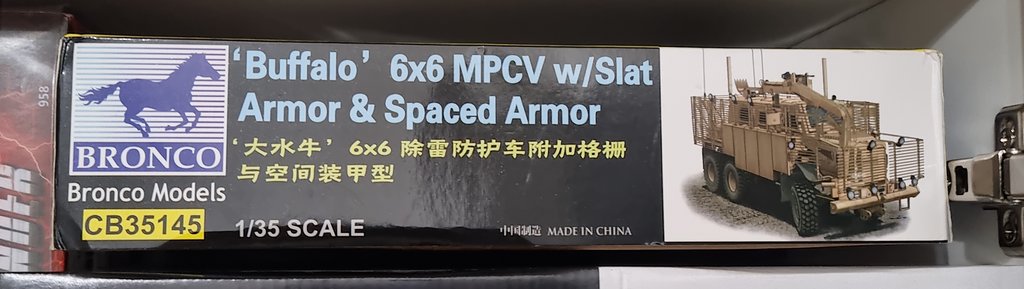 BRONCO
Bronco Models
CB35145
'Buffalo' 6x6 MPCV w/Slat
Armor & Spaced Armor
'大水牛' 6x6 除雷防护车附加格栅
与空间装甲型
1/35 SCALE
中国制造 MADE IN CHINA
958